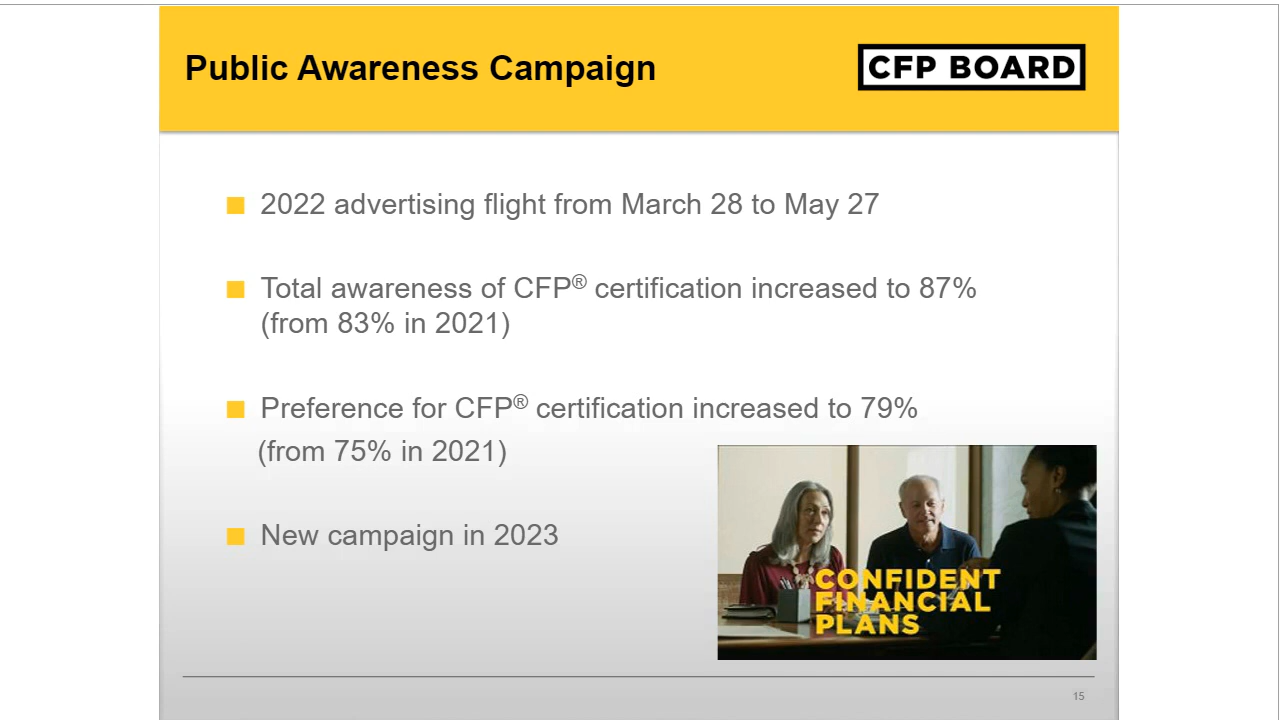 Public Awareness Campaign
CFP BOARD
■ 2022 advertising flight from March 28 to May 27
■ Total awareness of CFP® certification increased to 87%
(from 83% in 2021)
■ Preference for CFP® certification increased to 79%
(from 75% in 2021)
■ New campaign in 2023
CONFIDENT
FINANCIAL
PLANS
15